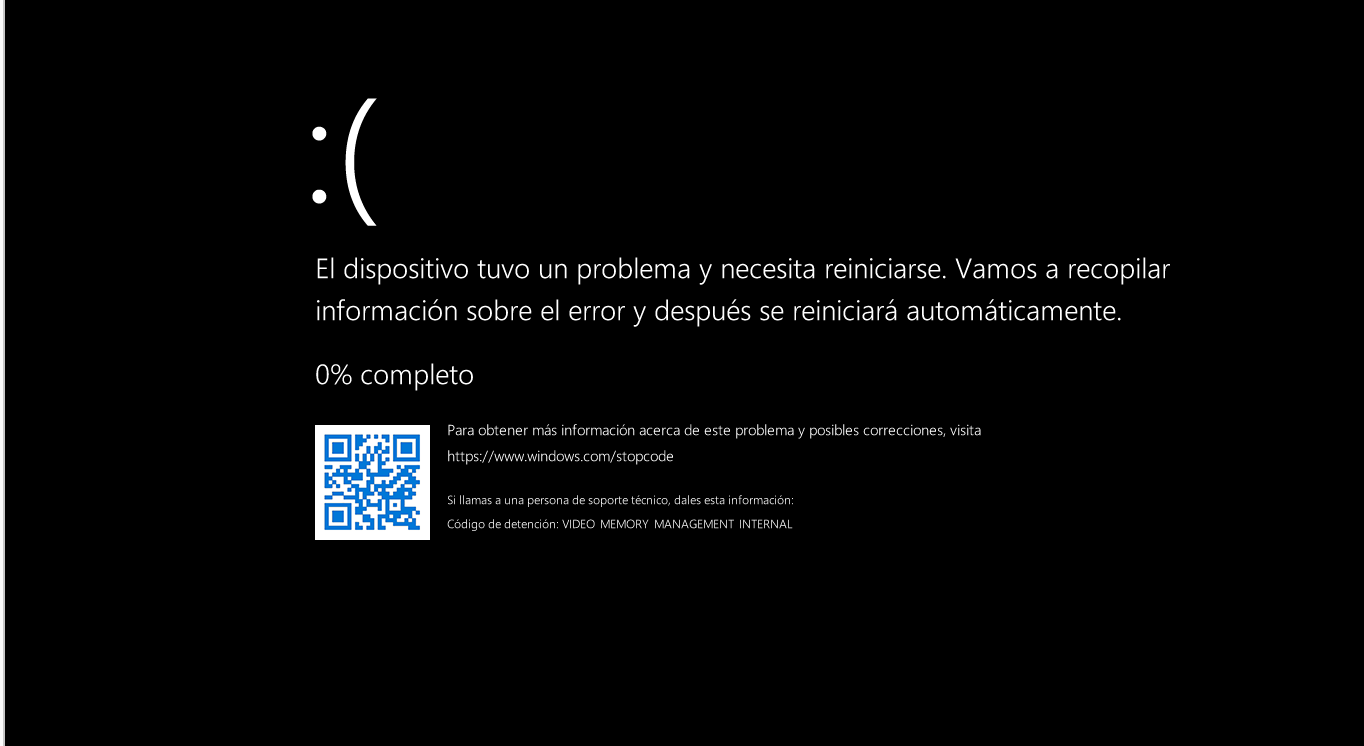 :(
El dispositivo tuvo un problema y necesita reiniciarse. Vamos a recopilar
información sobre el error y después se reiniciará automáticamente.
0% completo
Para obtener más información acerca de este problema y posibles correcciones, visita
https://www.windows.com/stopcode
Si llamas a una persona de soporte técnico, dales esta información:
Código de detención: VIDEO MEMORY MANAGEMENT INTERNAL